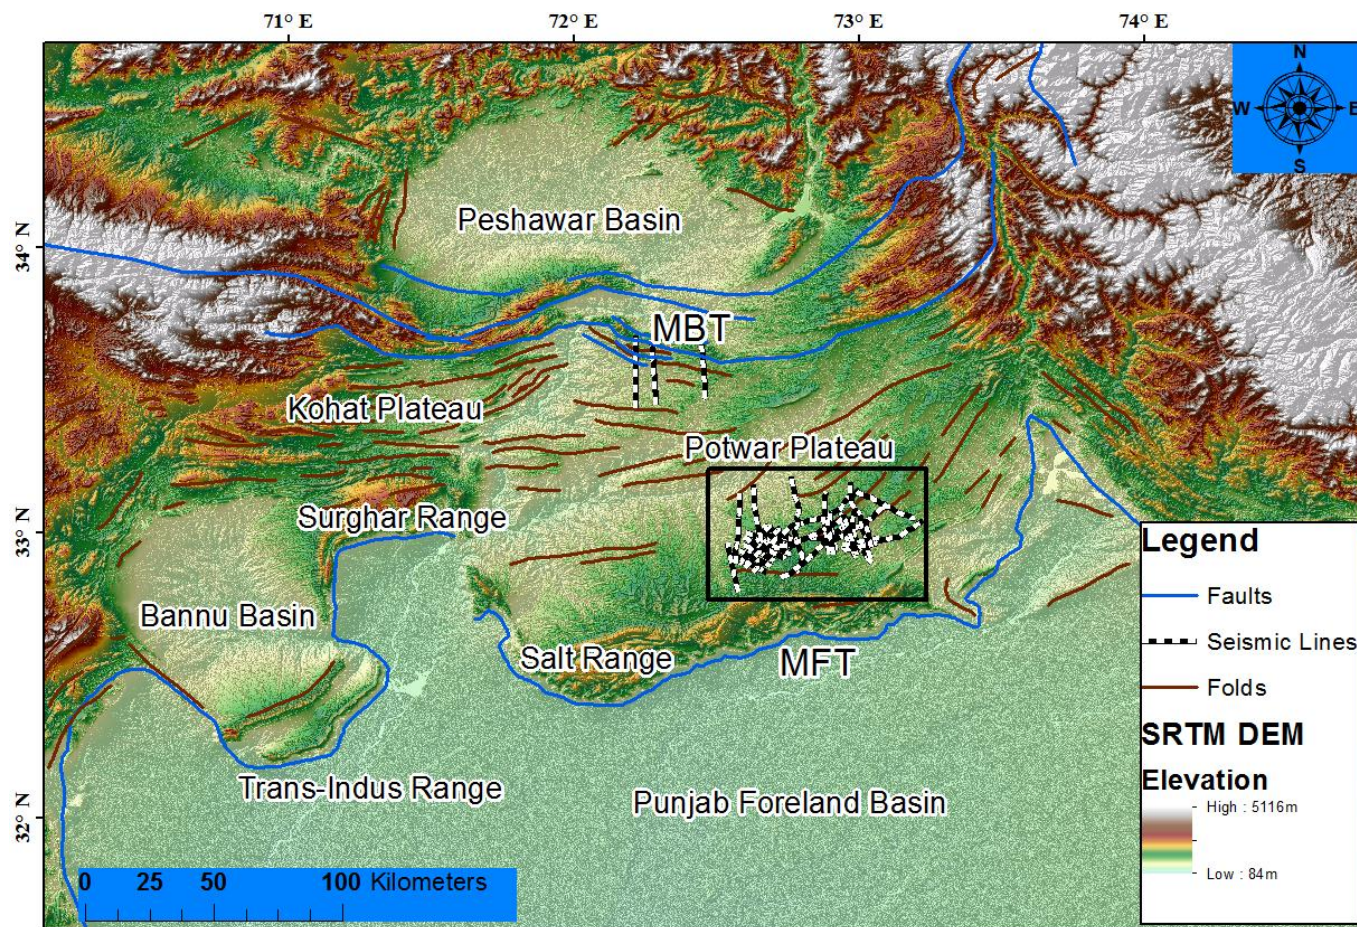 71° E 72° E 73° E 74° E
N
W E
S
34° N
33° N
32° N
Peshawar Basin
MBT
Kohat Plateau
Potwar Plateau
Surghar Range
Bannu Basin
Salt Range
MFT
Trans-Indus Range
Punjab Foreland Basin
Legend
Faults
Seismic Lines
Folds
SRTM DEM
Elevation
High : 5116m
Low : 84m
0 25 50 100 Kilometers